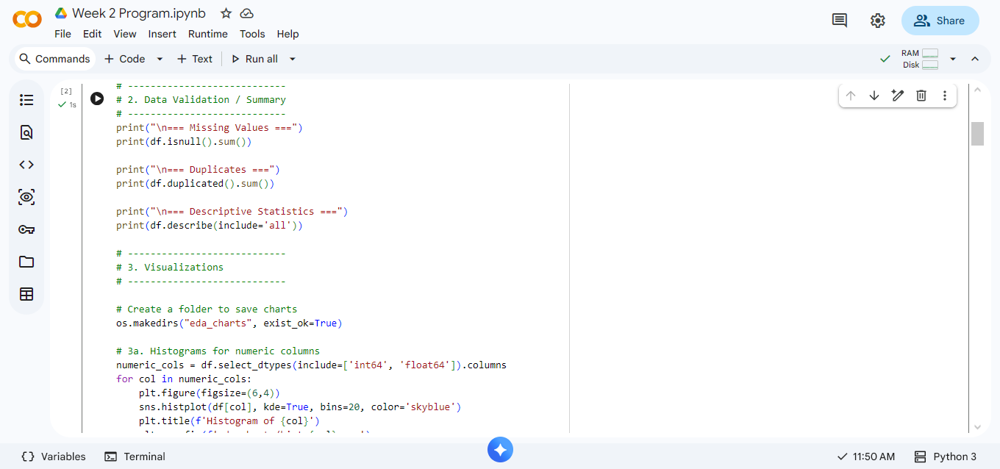 Week 2 Program.ipynb
File Edit View Insert Runtime Tools Help
Share
Commands + Code + Text Run all
RAM
Disk
[2]
1s
# ----------------------------
# 2. Data Validation / Summary
# ----------------------------
print("\n=== Missing Values ===")
print(df.isnull().sum())
print("\n=== Duplicates ===")
print(df.duplicated().sum())
print("\n=== Descriptive Statistics ===")
print(df.describe(include='all'))
# ----------------------------
# 3. Visualizations
# ----------------------------
# Create a folder to save charts
os.makedirs("eda_charts", exist_ok=True)
# 3a. Histograms for numeric columns
numeric_cols = df.select_dtypes(include=['int64', 'float64']).columns
for col in numeric_cols:
    plt.figure(figsize=(6,4))
    sns.histplot(df[col], kde=True, bins=20, color='skyblue')
    plt.title(f'Histogram of {col}')
{} Variables Terminal
11:50 AM Python 3